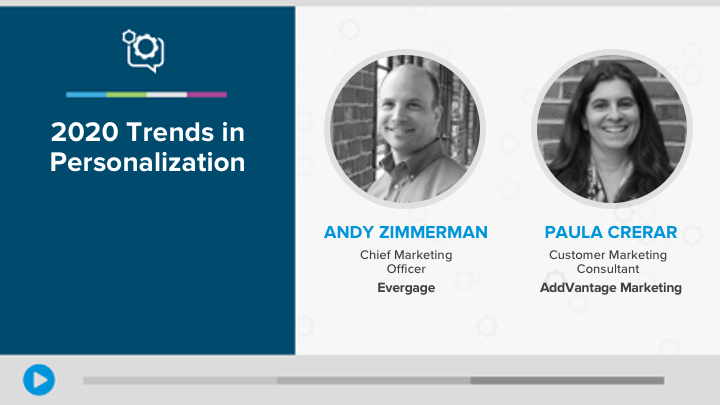 2020 Trends in
Personalization
ANDY ZIMMERMAN
Chief Marketing
Officer
Evergage
PAULA CRERAR
Customer Marketing
Consultant
AddVantage Marketing